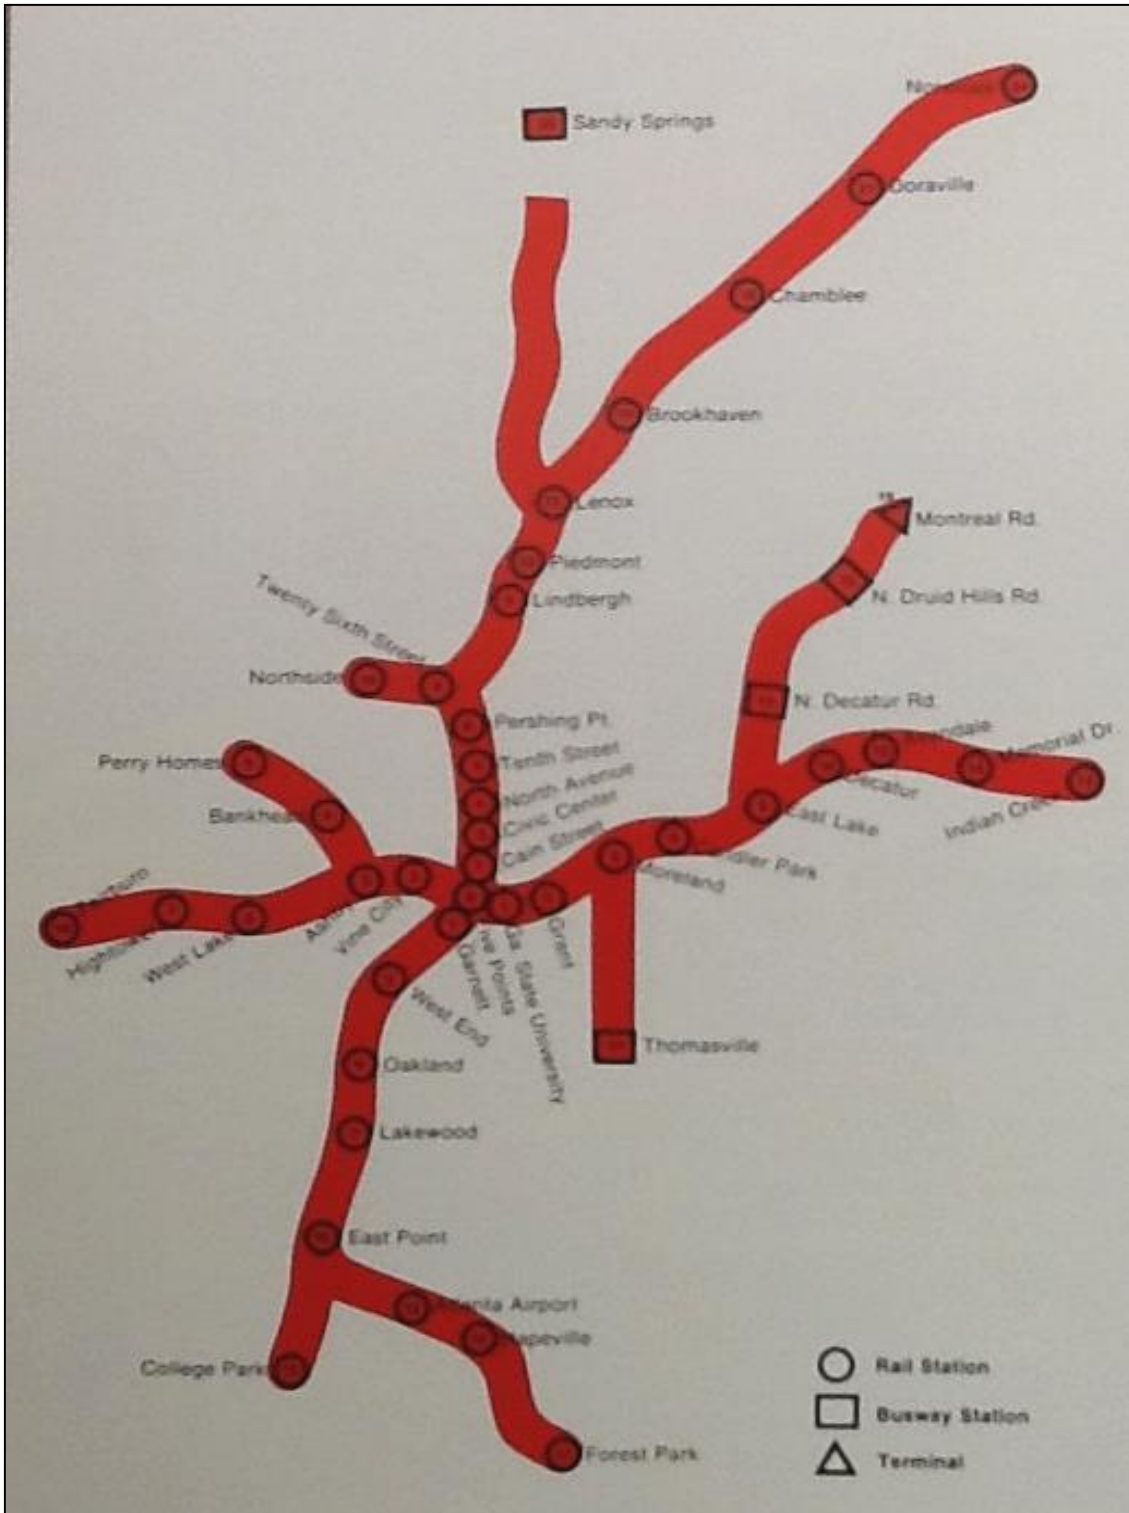 Sandy Springs
Doraville
Chamblee
Brookhaven
Lenox
Montreal Rd.
Piedmont
N. Druid Hills Rd.
Lindbergh
Twenty Sixth Street
Northside
N. Decatur Rd.
Pershing Pt.
Perry Homes
Tenth Street
Memorial Dr.
North Avenue
Decatur
Civic Center
East Lake
Indian Creek
Bankhead
Cain Street
Park
Moreland
Vine City
West Lake
Grant
Garnett
Points
Ga. State University
West End
Thomasville
Oakland
Lakewood
East Point
Atlanta Airport
Hapeville
College Park
Forest Park
Rail Station
Busway Station
Terminal